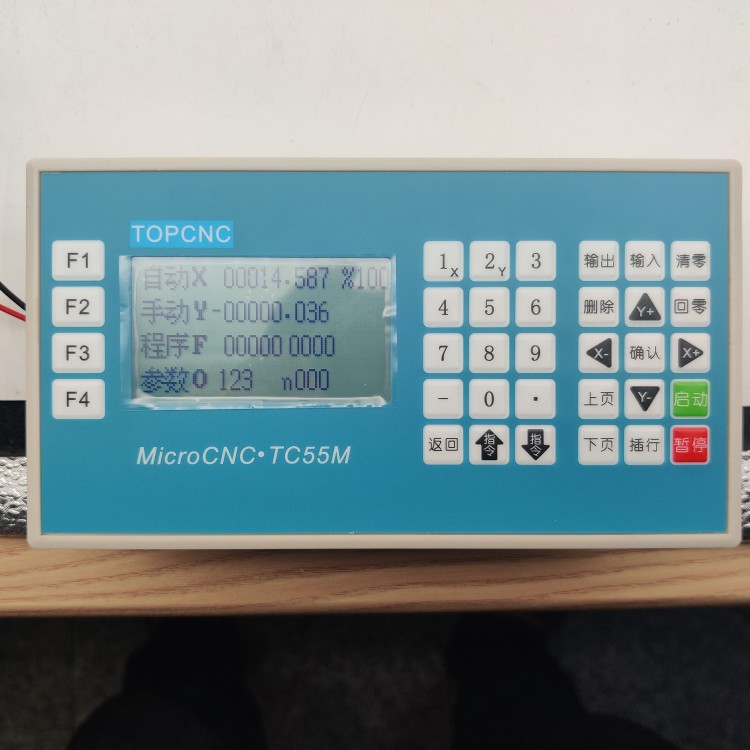 TOPCNC
F1
F2
F3
F4
自动X 00014.587 %100
手动Y-00000.036
程序F 00000 0000
参数O 123 n000
MicroCNC•TC55M
1X 2Y 3 输出 输入 清零
4 5 6 删除 Y+ 回零
7 8 9 X- 确认 X+
- 0 . 上页 Y- 启动
返回 指令 指令 下页 插行 暂停